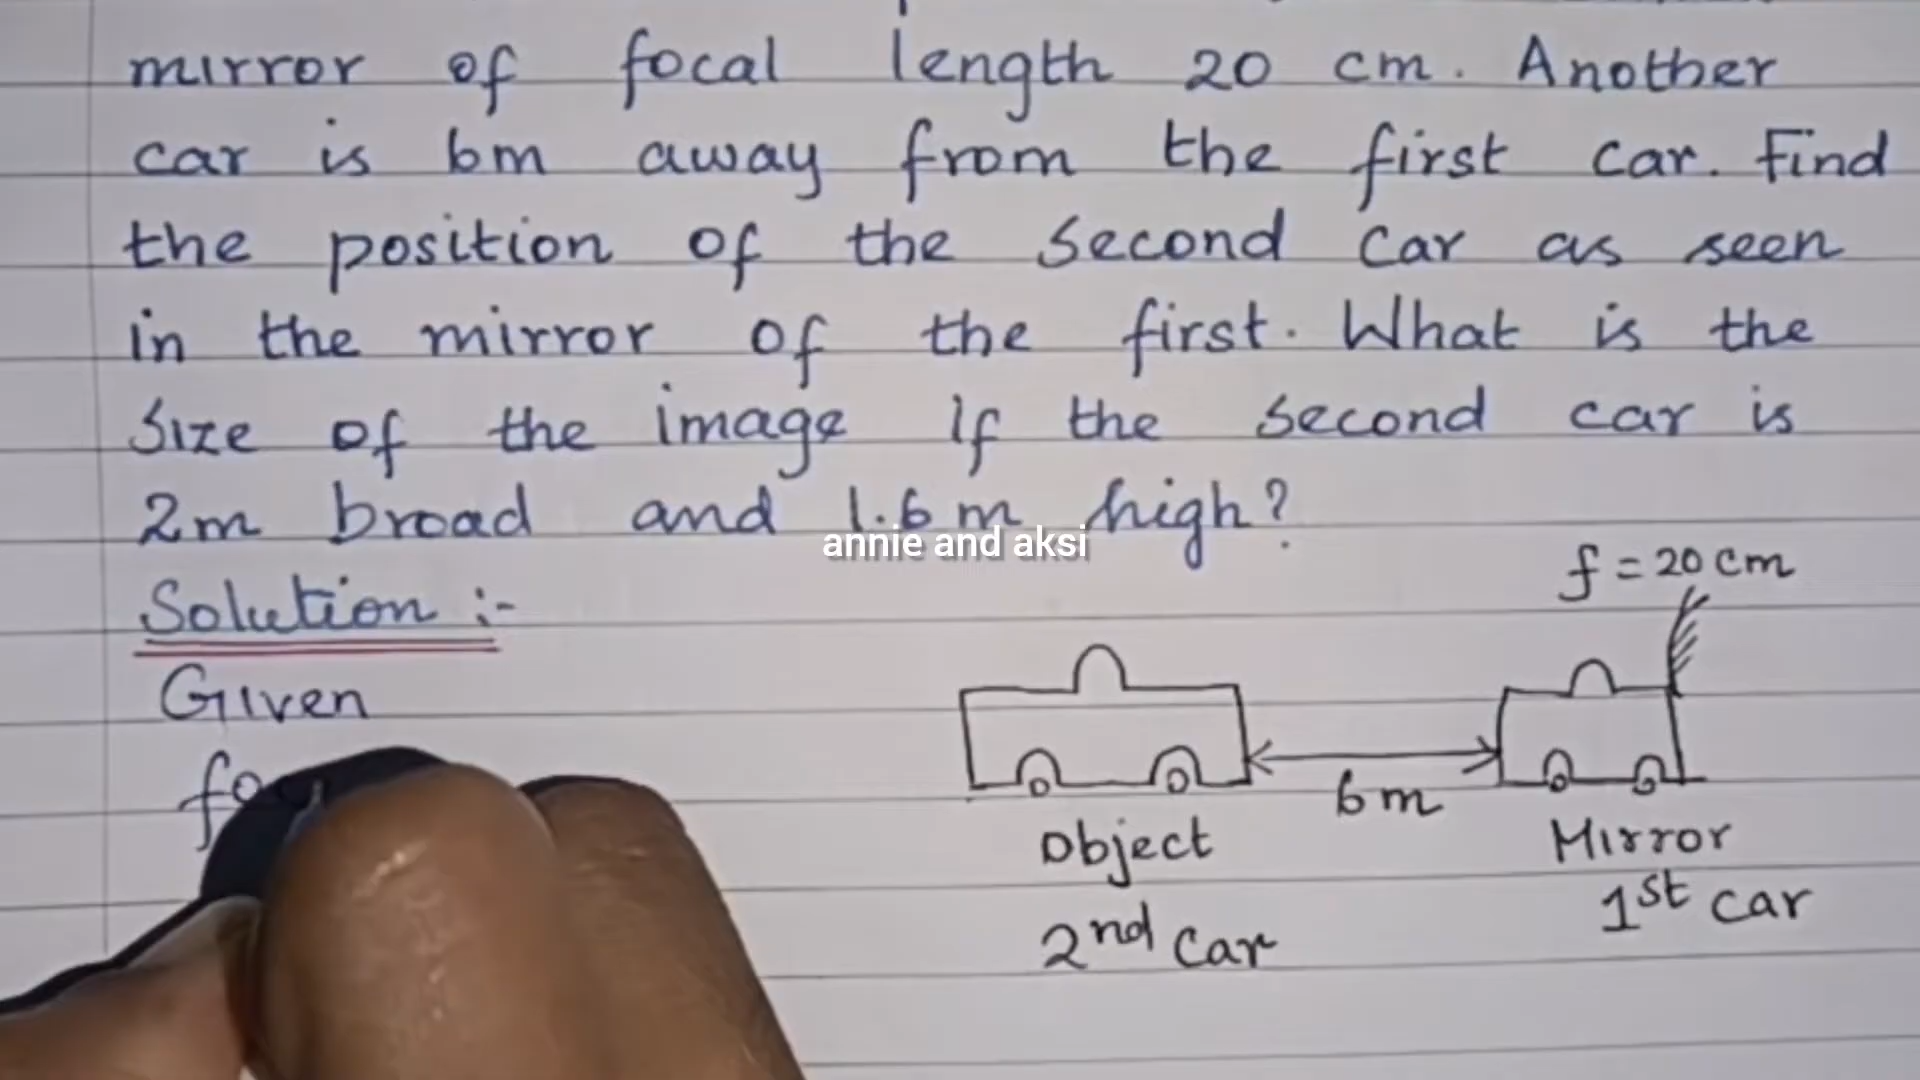 mirror of focal length 20 cm. Another
car is 6m away from the first car. Find
the position of the second car as seen
in the mirror of the first. What is the
size of the image if the second car is
2m broad and 1.6m high?
annie and aksi
Solution :-
f = 20 cm
Given
6m
Object
Mirror
2nd car
1st car